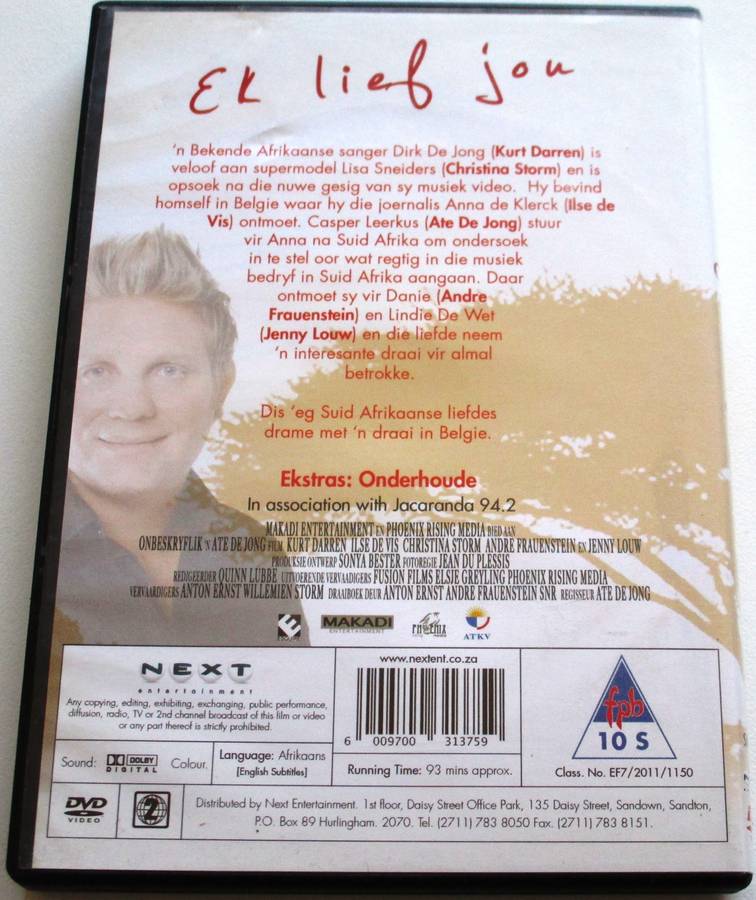 Ek lief jou
'n Bekende Afrikaanse sanger Dirk De Jong (Kurt Darren) is
veloof aan supermodel Lisa Sneiders (Christina Storm) en is
opsoek na die nuwe gesig van sy musiek video. Hy bevind
homself in Belgie waar hy die joernalis Anna de Klerck (Ilse de
Vis) ontmoet. Casper Leerkus (Ate De Jong) stuur
vir Anna na Suid Afrika om ondersoek
in te stel oor wat regtig in die musiek
bedryf in Suid Afrika aangaan. Daar
ontmoet sy vir Danie (Andre
Frauenstein) en Lindie De Wet
(Jenny Louw) en die liefde neem
'n interesante draai vir almal
betrokke.
Dis 'eg Suid Afrikaanse liefdes
drame met 'n draai in Belgie.
Ekstras: Onderhoude
In association with Jacaranda 94.2
MAKADI ENTERTAINMENT EN PHOENIX RISING MEDIA BIED AAN
ONBESKRYFLIK 'N ATE DE JONG FILM KURT DARREN ILSE DE VIS CHRISTINA STORM ANDRE FRAUENSTEIN EN JENNY LOUW
PRODUKSIE ONTWERP SONYA BESTER FOTOREGIE JEAN DU PLESSIS
REDIGEERDER QUINN LUBBE UITVOERENDE VERVAARDIGERS FUSION FILMS ELSJE GREYLING PHOENIX RISING MEDIA
VERVAARDIGERS ANTON ERNST WILLEMIEN STORM DRAAIBOEK DEUR ANTON ERNST ANDRE FRAUENSTEIN SNR REGISSEUR ATE DE JONG
MAKADI
ENTERTAINMENT
PHOENIX
ATKV
NEXT
entertainment
Any copying, editing, exhibiting, exchanging, public performance,
diffusion, radio, TV or 2nd channel broadcast of this film or video
or any part thereof is strictly prohibited.
Sound: DOLBY DIGITAL Colour.
Language: Afrikaans
[English Subtitles]
www.nextent.co.za
6 009700 313759
Running Time: 93 mins approx.
fpb
10 S
Class. No. EF7/2011/1150
DVD
VIDEO
2
Distributed by Next Entertainment. 1st floor, Daisy Street Office Park, 135 Daisy Street, Sandown, Sandton,
P.O. Box 89 Hurlingham. 2070. Tel. (2711) 783 8050 Fax. (2711) 783 8151.